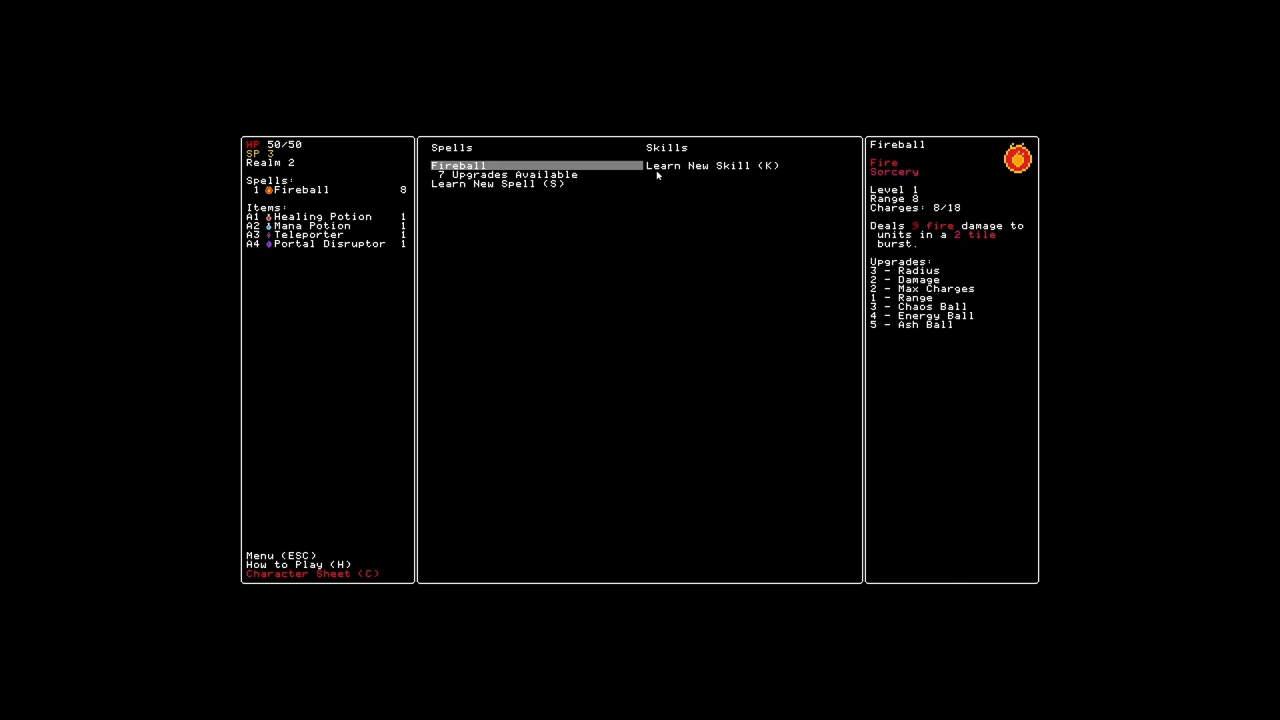 HP 50/50
SP 3
Realm 2
Spells:
1 Fireball 8
Items:
A1 Healing Potion 1
A2 Mana Potion 1
A3 Teleporter 1
A4 Portal Disruptor 1
Menu (ESC)
How to Play (H)
Character Sheet (C)
Spells
Fireball
7 Upgrades Available
Learn New Spell (S)
Skills
Learn New Skill (K)
Fireball
Fire
Sorcery
Level 1
Range 8
Charges: 8/18
Deals 9 fire damage to
units in a 2 tile
burst.
Upgrades:
3 - Radius
2 - Damage
2 - Max Charges
1 - Range
3 - Chaos Ball
4 - Energy Ball
5 - Ash Ball